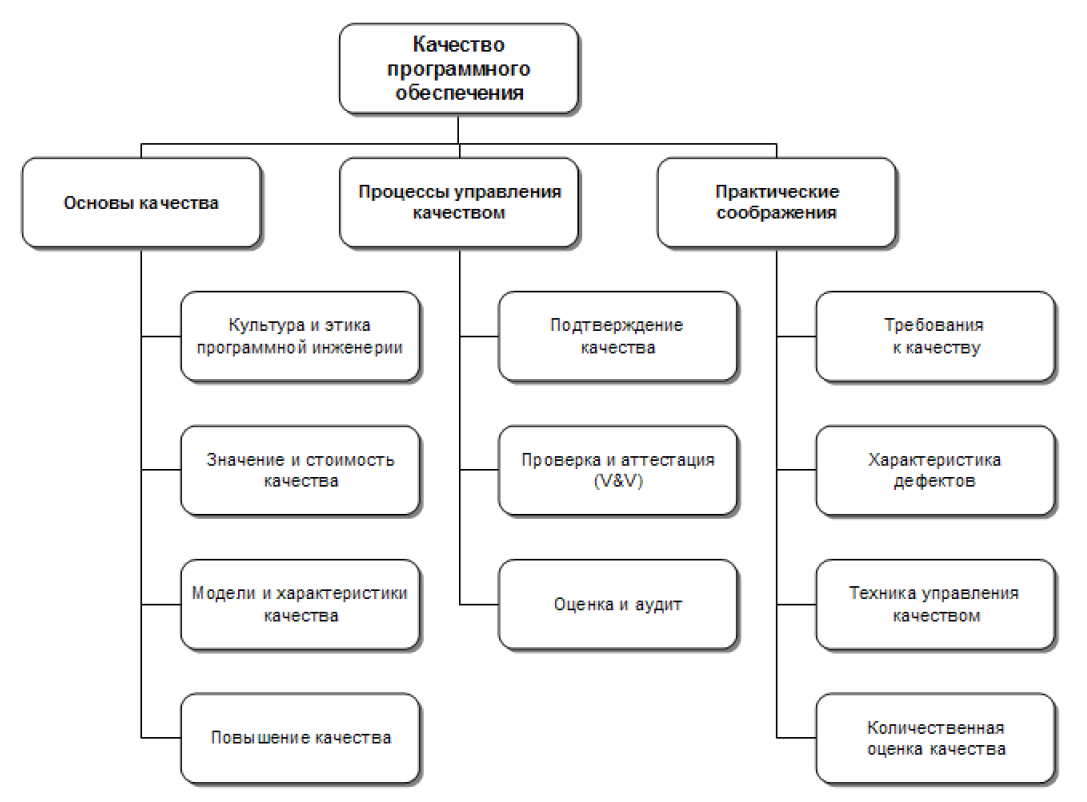 Качество
программного
обеспечения
Основы качества
Процессы управления
качеством
Практические
соображения
Культура и этика
программной инженерии
Значение и стоимость
качества
Модели и характеристики
качества
Повышение качества
Подтверждение
качества
Проверка и аттестация
(V&V)
Оценка и аудит
Требования
к качеству
Характеристика
дефектов
Техника управления
качеством
Количественная
оценка качества